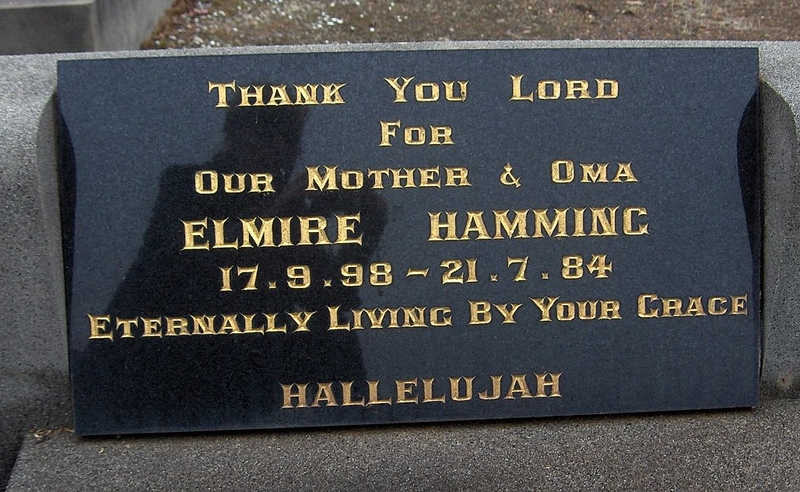 THANK YOU LORD
FOR
OUR MOTHER & OMA
ELMIRE HAMMING
17.9.98 – 21.7.84
ETERNALLY LIVING BY YOUR GRACE
HALLELUJAH